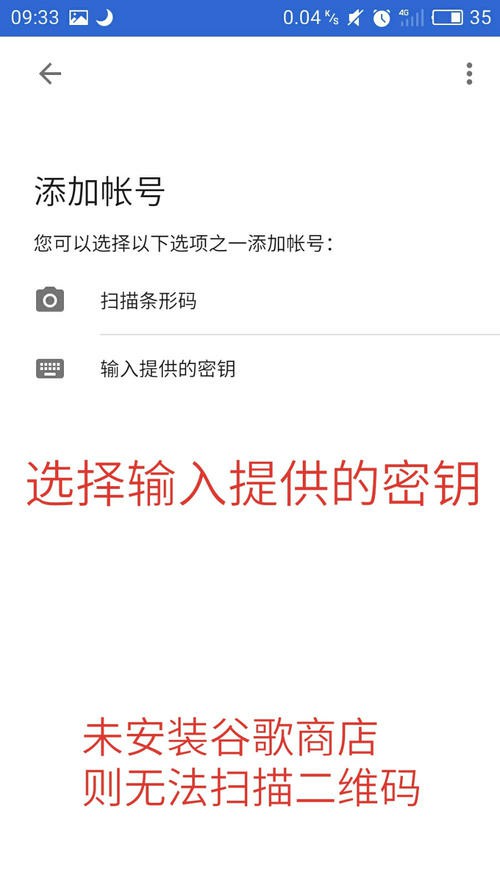 09:33 0.04 K/s 4G 35
添加帐号
您可以选择以下选项之一添加帐号：
扫描条形码
输入提供的密钥
选择输入提供的密钥
未安装谷歌商店
则无法扫描二维码